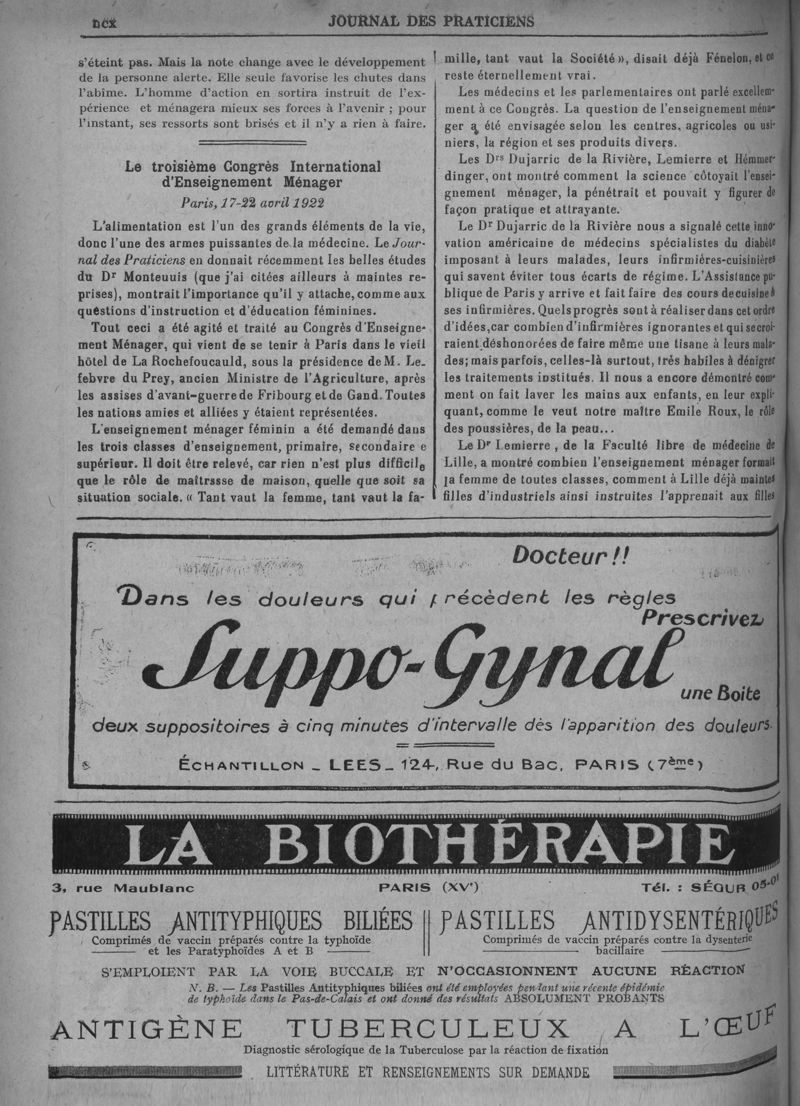 DCX
JOURNAL DES PRATICIENS
s'éteint pas. Mais la note change avec le développement
de la personne alerte. Elle seule favorise les chutes dans
l'abime. L'homme d'action en sortira instruit de l'ex-
périence et ménagera mieux ses forces à l'avenir ; pour
l'instant, ses ressorts sont brisés et il n'y a rien à faire.
Le troisième Congrès International
d'Enseignement Ménager
Paris, 17-22 avril 1922
L'alimentation est l'un des grands éléments de la vie,
donc l'une des armes puissantes de la médecine. Le Jour-
nal des Praticiens en donnait récemment les belles études
du Dr Monteuuis (que j'ai citées ailleurs à maintes re-
prises), montrait l'importance qu'il y attache, comme aux
questions d'instruction et d'éducation féminines.
Tout ceci a été agité et traité au Congrès d'Enseigne-
ment Ménager, qui vient de se tenir à Paris dans le vieil
hôtel de La Rochefoucauld, sous la présidence de M. Le-
febvre du Prey, ancien Ministre de l'Agriculture, après
les assises d'avant-guerre de Fribourg et de Gand. Toutes
les nations amies et alliées y étaient représentées.
L'enseignement ménager féminin a été demandé dans
les trois classes d'enseignement, primaire, secondaire e
supérieur. Il doit être relevé, car rien n'est plus difficile
que le rôle de maîtrsse de maison, quelle que soit sa
situation sociale. « Tant vaut la femme, tant vaut la fa-
mille, tant vaut la Société », disait déjà Fénelon, et ce
reste éternellement vrai.
Les médecins et les parlementaires ont parlé excellem-
ment à ce Congrès. La question de l'enseignement ména-
ger a été envisagée selon les centres, agricoles ou usi-
niers, la région et ses produits divers.
Les Drs Dujarric de la Rivière, Lemierre et Hémmer-
dinger, ont montré comment la science côtoyait l'ensei-
gnement ménager, la pénétrait et pouvait y figurer de
façon pratique et attrayante.
Le Dr Dujarric de la Rivière nous a signalé cette inno-
vation américaine de médecins spécialistes du diabète
imposant à leurs malades, leurs infirmières-cuisinières
qui savent éviter tous écarts de régime. L'Assistance pu-
blique de Paris y arrive et fait faire des cours de cuisine à
ses infirmières. Quels progrès sont à réaliser dans cet ordre
d'idées, car combien d'infirmières ignorantes et qui se croi-
raient déshonorées de faire même une tisane à leurs mala-
des; mais parfois, celles-là surtout, très habiles à dénigrer
les traitements institués. Il nous a encore démontré com-
ment on fait laver les mains aux enfants, en leur expli-
quant, comme le veut notre maître Emile Roux, le rôle
des poussières, de la peau...
Le Dr Lemierre, de la Faculté libre de médecine de
Lille, a montré combien l'enseignement ménager formait
la femme de toutes classes, comment à Lille déjà maintes
filles d'industriels ainsi instruites l'apprenait aux filles
Docteur !!
Dans les douleurs qui précèdent les règles
Prescrivez
Suppo-Gynal
une Boite
deux suppositoires à cinq minutes d'intervalle dès l'apparition des douleurs.
ÉCHANTILLON _ LEES _ 124, Rue du Bac, PARIS (7ème)
LA BIOTHÉRAPIE
3, rue Maublanc PARIS (XVe) Tél. : SÉGUR 05-01
PASTILLES ANTITYPHIQUES BILIÉES || PASTILLES ANTIDYSENTÉRIQUES
Comprimés de vaccin préparés contre la typhoïde
et les Paratyphoïdes A et B
Comprimés de vaccin préparés contre la dysenterie
bacillaire
S'EMPLOIENT PAR LA VOIE BUCCALE ET N'OCCASIONNENT AUCUNE RÉACTION
N. B. — Les Pastilles Antityphiques biliées ont été employées pendant une récente épidémie
de typhoïde dans le Pas-de-Calais et ont donné des résultats ABSOLUMENT PROBANTS
ANTIGÈNE TUBERCULEUX A L'ŒUF
Diagnostic sérologique de la Tuberculose par la réaction de fixation
LITTÉRATURE ET RENSEIGNEMENTS SUR DEMANDE